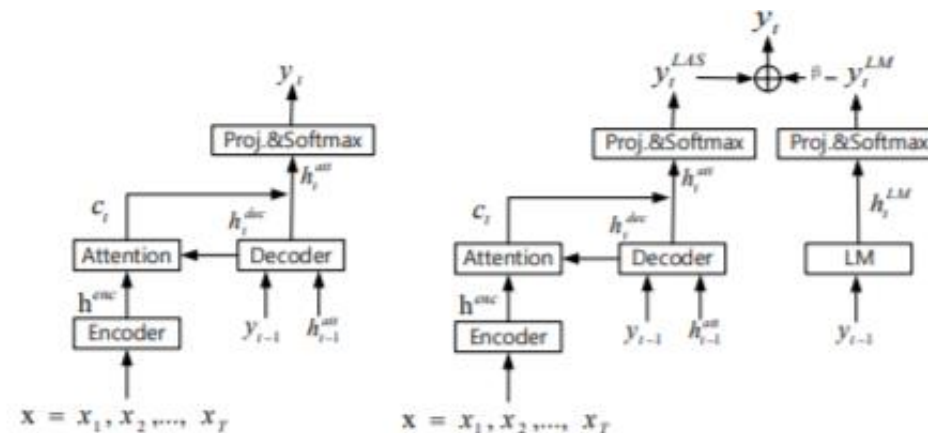 y_t
Proj.&Softmax
h_t^{att}
c_t
h_t^{dec}
Attention
Decoder
h^{enc}
Encoder
y_{t-1}
h_{t-1}^{att}
x = x_1, x_2, ..., x_T
y_t
y_t^{LAS}
β
y_t^{LM}
Proj.&Softmax
Proj.&Softmax
h_t^{att}
c_t
h_t^{dec}
h_t^{LM}
Attention
Decoder
LM
h^{enc}
Encoder
y_{t-1}
h_{t-1}^{att}
y_{t-1}
x = x_1, x_2, ..., x_T